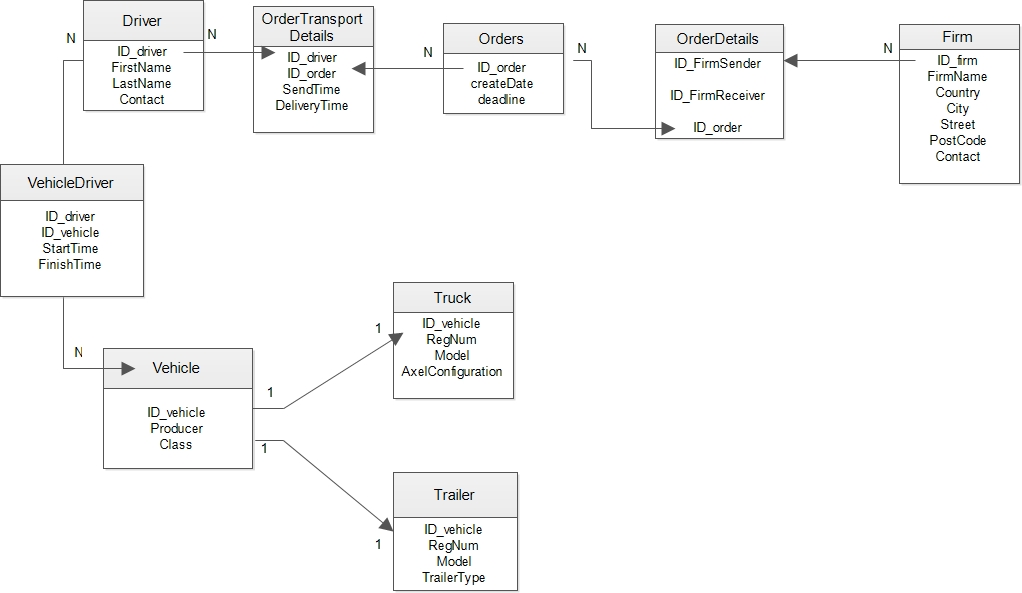 Driver
ID_driver
FirstName
LastName
Contact
N
N
OrderTransport
Details
ID_driver
ID_order
SendTime
DeliveryTime
N
Orders
ID_order
createDate
deadline
N
OrderDetails
ID_FirmSender
ID_FirmReceiver
ID_order
N
Firm
ID_firm
FirmName
Country
City
Street
PostCode
Contact
VehicleDriver
ID_driver
ID_vehicle
StartTime
FinishTime
N
Vehicle
ID_vehicle
Producer
Class
1
1
1
1
Truck
ID_vehicle
RegNum
Model
AxelConfiguration
Trailer
ID_vehicle
RegNum
Model
TrailerType